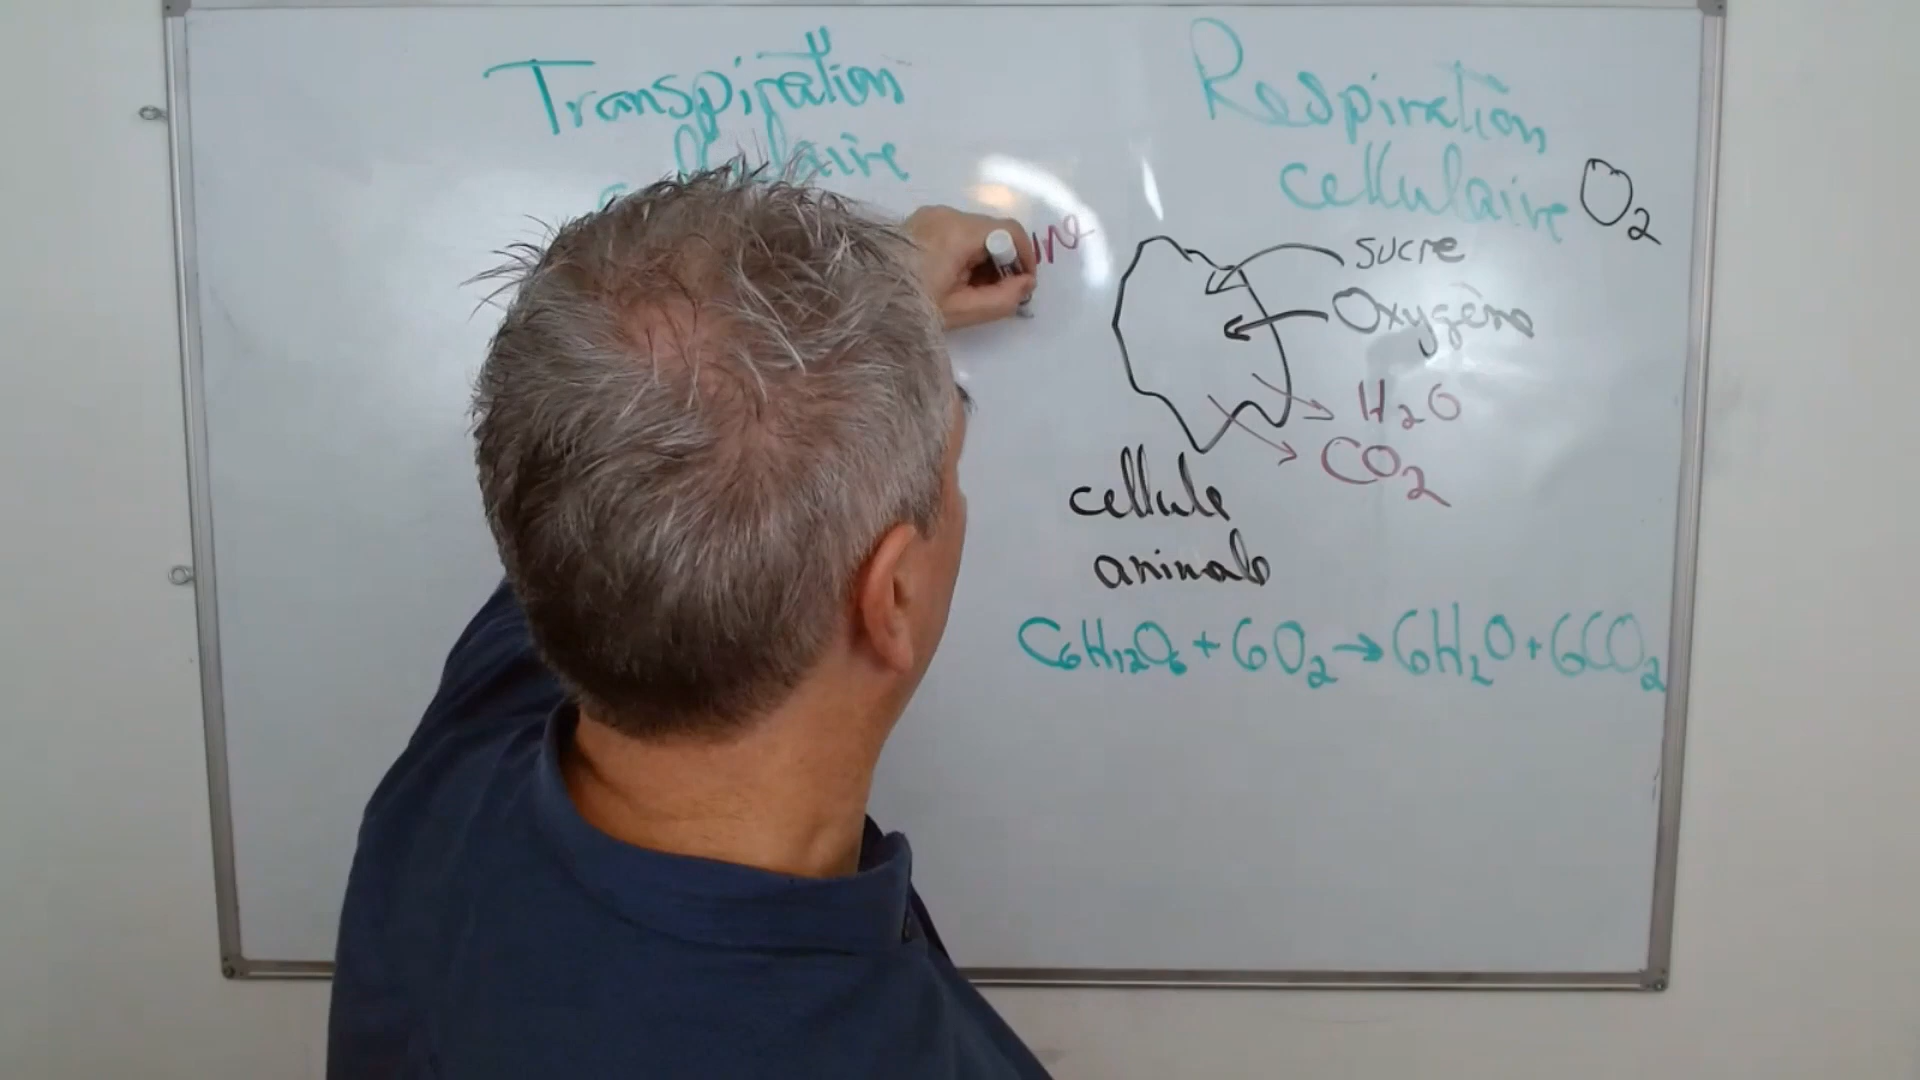 Transpiration
Respiration
cellulaire
O2
sucre
Oxygène
H2O
CO2
cellule
animale
C6H12O6 + 6O2 → 6H2O + 6CO2